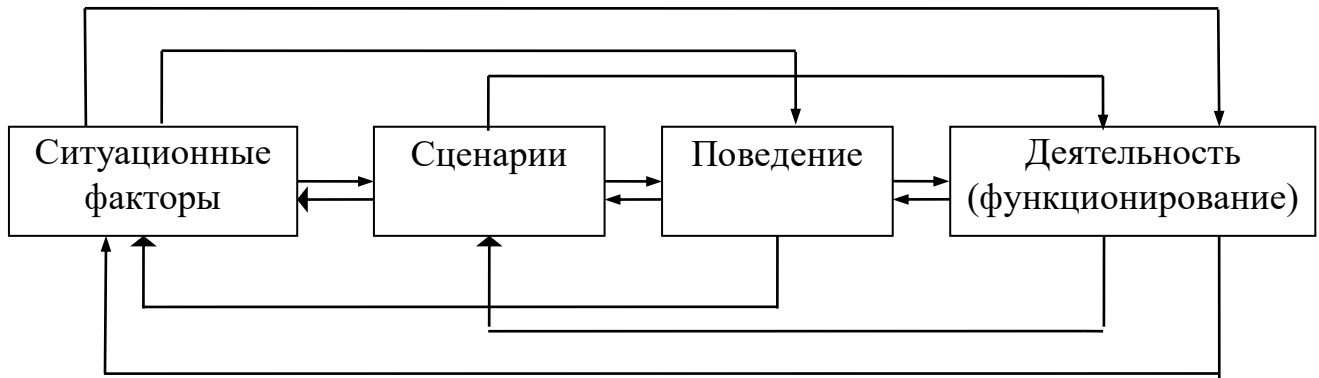 Ситуационные
факторы
Сценарии
Поведение
Деятельность
(функционирование)